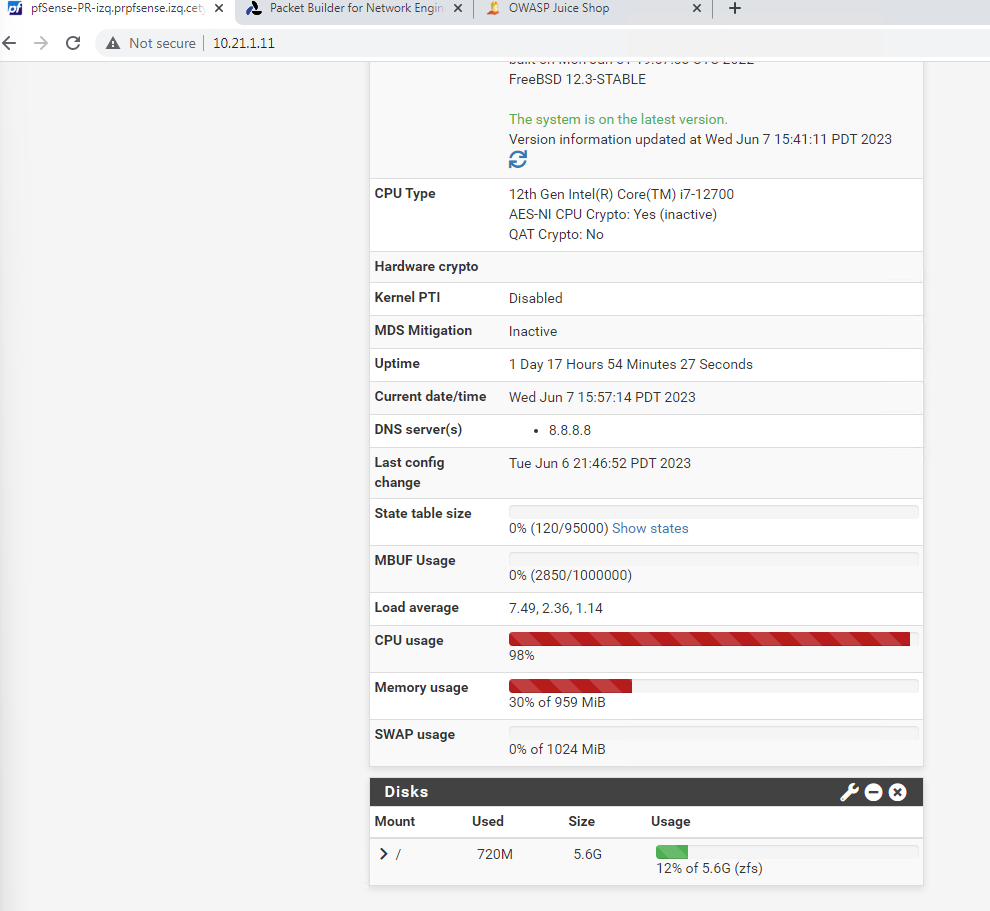 pfSense-PR-izq.prpfsense.izq.cety
Packet Builder for Network Engin
OWASP Juice Shop
Not secure
10.21.1.11
FreeBSD 12.3-STABLE
The system is on the latest version.
Version information updated at Wed Jun 7 15:41:11 PDT 2023
CPU Type
12th Gen Intel(R) Core(TM) i7-12700
AES-NI CPU Crypto: Yes (inactive)
QAT Crypto: No
Hardware crypto
Kernel PTI
Disabled
MDS Mitigation
Inactive
Uptime
1 Day 17 Hours 54 Minutes 27 Seconds
Current date/time
Wed Jun 7 15:57:14 PDT 2023
DNS server(s)
• 8.8.8.8
Last config
change
Tue Jun 6 21:46:52 PDT 2023
State table size
0% (120/95000) Show states
MBUF Usage
0% (2850/1000000)
Load average
7.49, 2.36, 1.14
CPU usage
98%
Memory usage
30% of 959 MiB
SWAP usage
0% of 1024 MiB
Disks
Mount Used Size Usage
/ 720M 5.6G
12% of 5.6G (zfs)